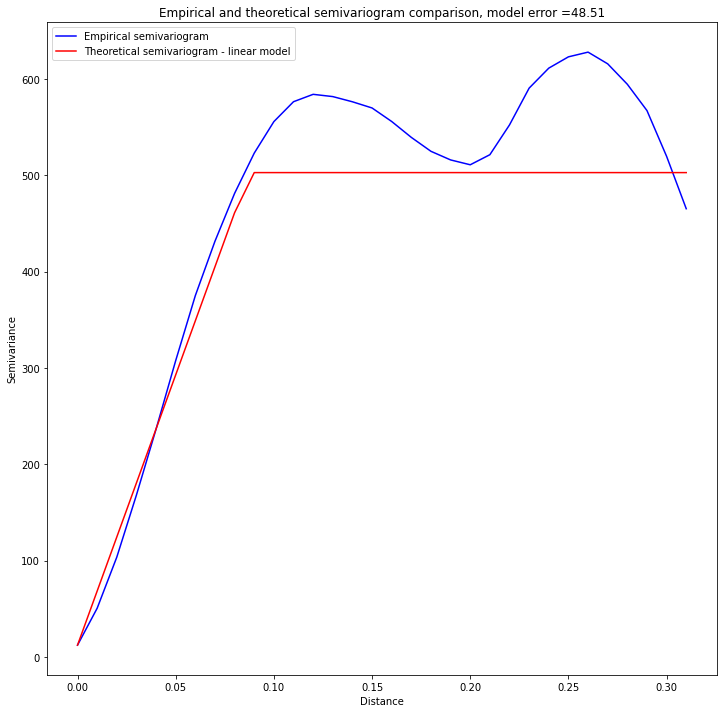 Empirical and theoretical semivariogram comparison, model error =48.51
Empirical semivariogram
Theoretical semivariogram - linear model
Semivariance
600
500
400
300
200
100
0
0.00 0.05 0.10 0.15 0.20 0.25 0.30
Distance